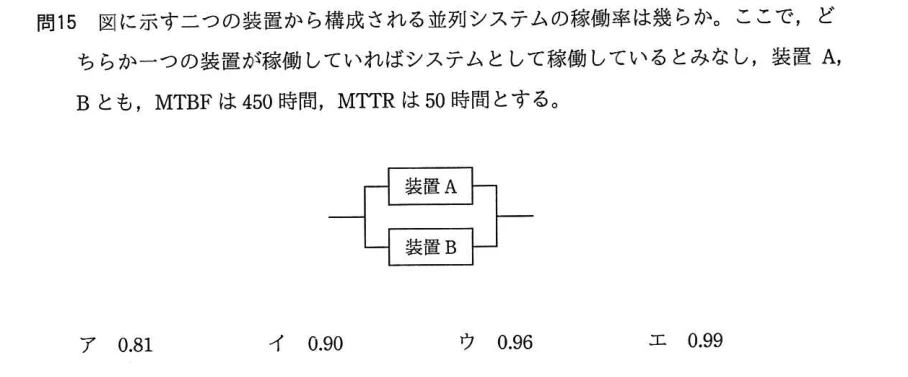 問15 図に示す二つの装置から構成される並列システムの稼働率は幾らか。ここで，ど
ちらか一つの装置が稼働していればシステムとして稼働しているとみなし，装置 A，
B とも，MTBF は 450 時間，MTTR は 50 時間とする。
装置 A
装置 B
ア 0.81 イ 0.90 ウ 0.96 エ 0.99